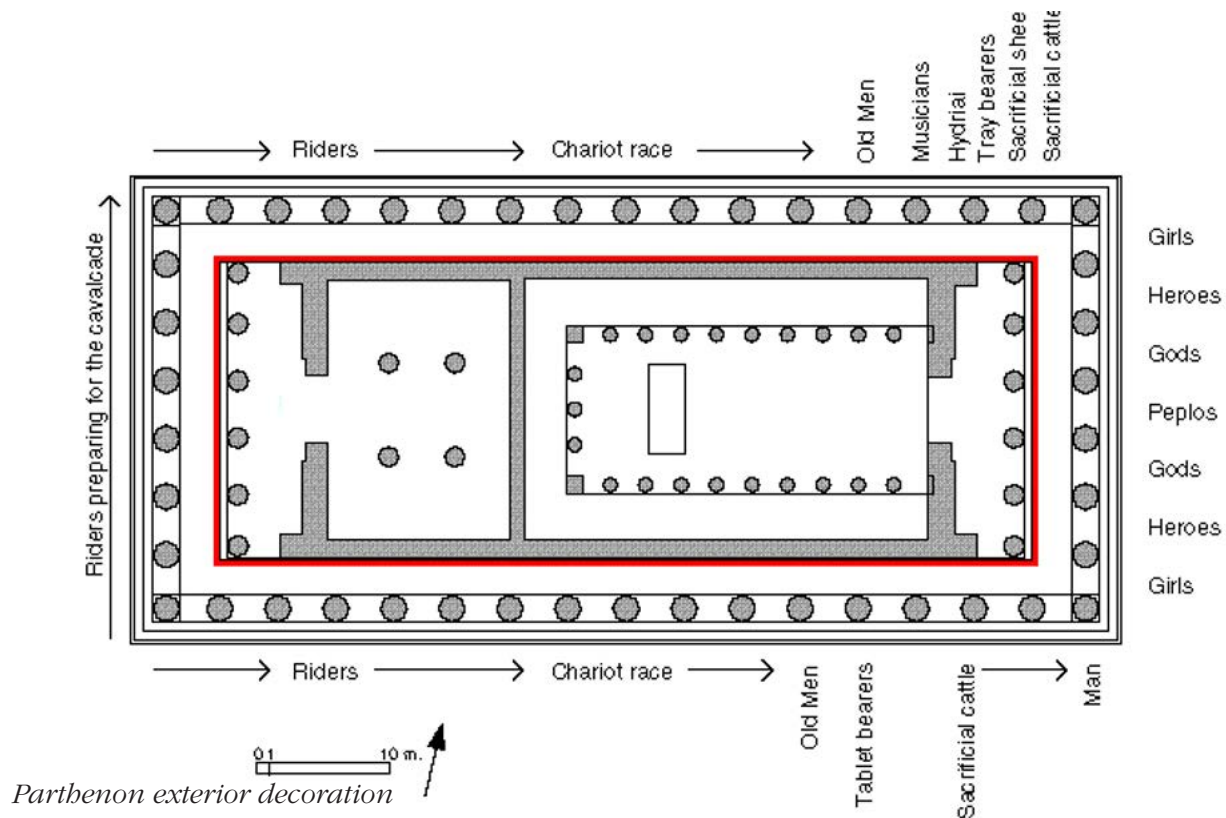 Old Men
Musicians
Hydriai
Tray bearers
Sacrificial shee
Sacrificial cattle
Riders
Chariot race
Riders preparing for the cavalcade
Girls
Heroes
Gods
Peplos
Gods
Heroes
Girls
Riders
Chariot race
Old Men
Tablet bearers
Sacrificial cattle
Man
0 1 10 m.
Parthenon exterior decoration